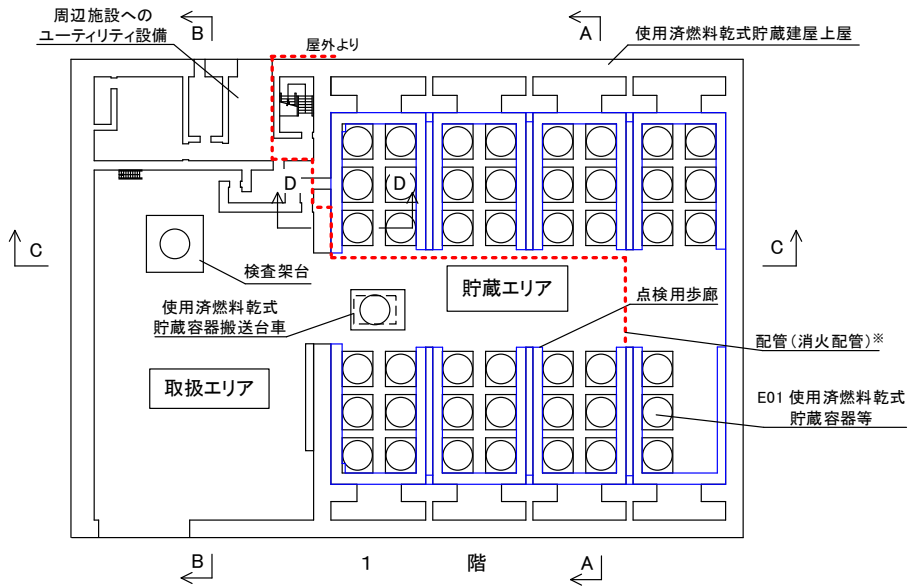 周辺施設への
ユーティリティ設備
B
屋外より
A
使用済燃料乾式貯蔵建屋上屋
D
(D)
C
C
検査架台
貯蔵エリア
使用済燃料乾式
貯蔵容器搬送台車
点検用歩廊
配管(消火配管)※
取扱エリア
E01 使用済燃料乾式
貯蔵容器等
B
1 階
A